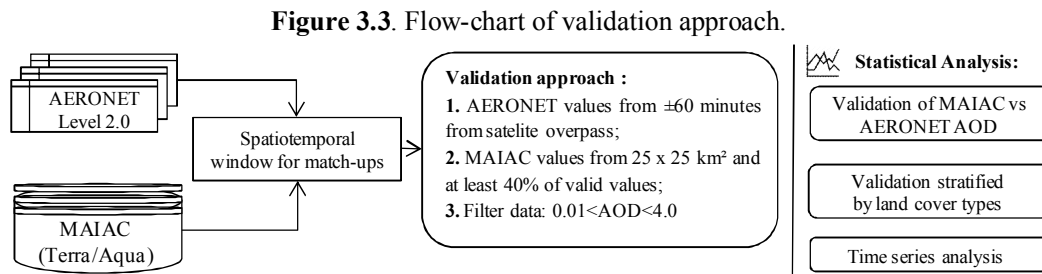 Figure 3.3. Flow-chart of validation approach.
AERONET
Level 2.0
MAIAC
(Terra/Aqua)
Spatiotemporal
window for match-ups
Validation approach :
1. AERONET values from ±60 minutes
from satelite overpass;
2. MAIAC values from 25 x 25 km² and
at least 40% of valid values;
3. Filter data: 0.01<AOD<4.0
Statistical Analysis:
Validation of MAIAC vs
AERONET AOD
Validation stratified
by land cover types
Time series analysis